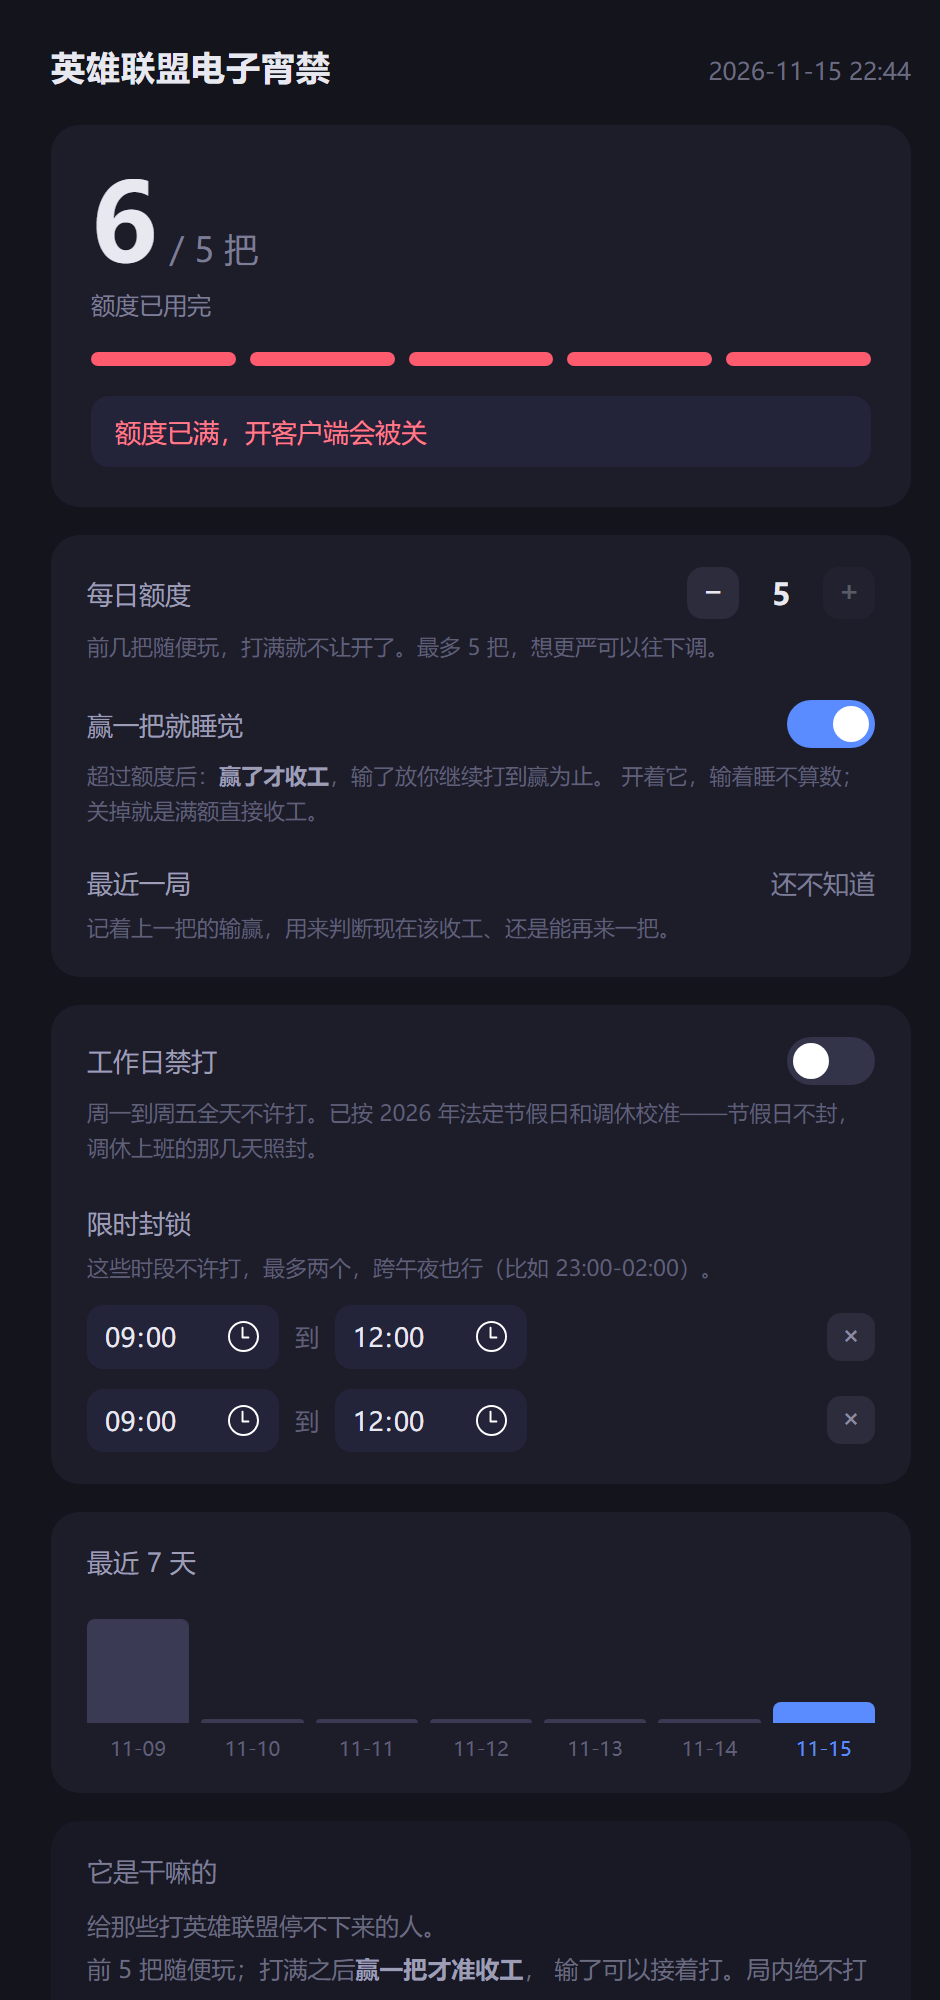 英雄联盟电子宵禁
2026-11-15 22:44
6 / 5 把
额度已用完
额度已满，开客户端会被关
每日额度
− 5 +
前几把随便玩，打满就不让开了。最多 5 把，想更严可以往下调。
赢一把就睡觉
超过额度后：赢了才收工，输了放你继续打到赢为止。 开着它，输着睡不算数；
关掉就是满额直接收工。
最近一局
还不知道
记着上一把的输赢，用来判断现在该收工、还是能再来一把。
工作日禁打
周一到周五全天不许打。已按 2026 年法定节假日和调休校准——节假日不封，
调休上班的那几天照封。
限时封锁
这些时段不许打，最多两个，跨午夜也行（比如 23:00-02:00）。
09:00 到 12:00 ×
09:00 到 12:00 ×
最近 7 天
11-09 11-10 11-11 11-12 11-13 11-14 11-15
它是干嘛的
给那些打英雄联盟停不下来的人。
前 5 把随便玩；打满之后赢一把才准收工， 输了可以接着打。局内绝不打